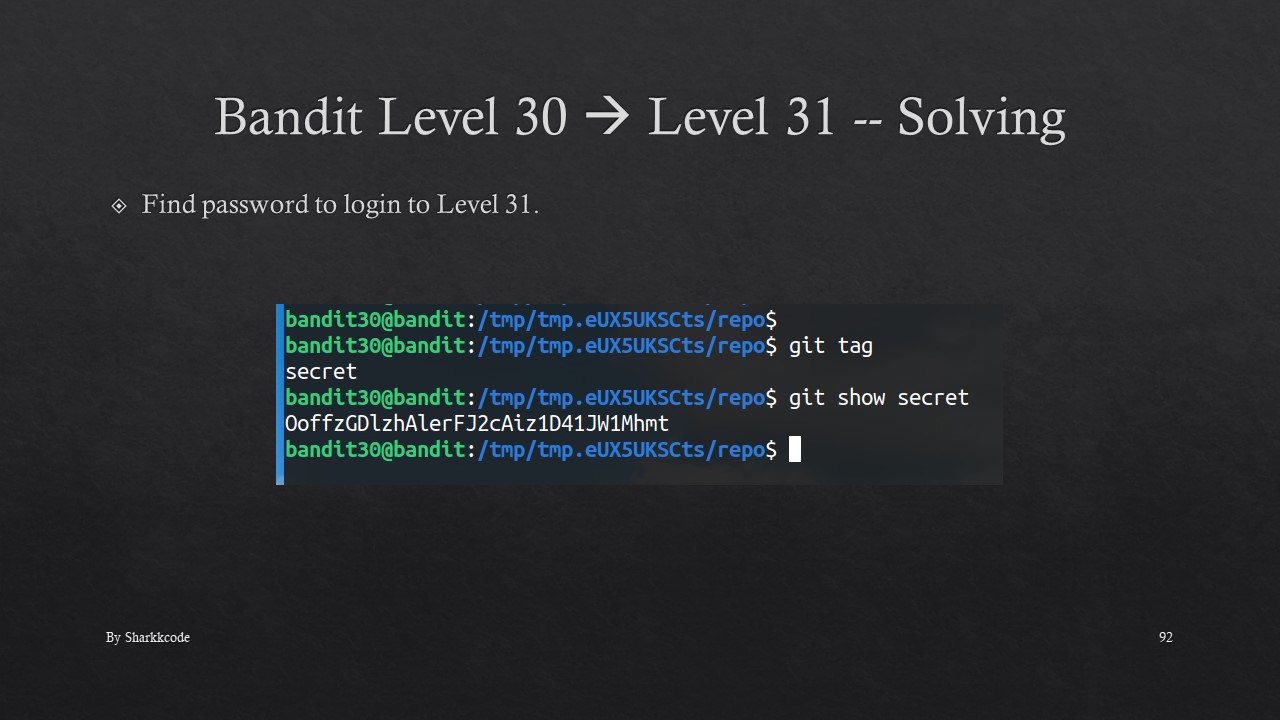 Bandit Level 30 → Level 31 -- Solving
Find password to login to Level 31.
bandit30@bandit:/tmp/tmp.eUX5UKSCts/repo$
bandit30@bandit:/tmp/tmp.eUX5UKSCts/repo$ git tag
secret
bandit30@bandit:/tmp/tmp.eUX5UKSCts/repo$ git show secret
OoffzGDlzhAlerFJ2cAiz1D41JW1Mhmt
bandit30@bandit:/tmp/tmp.eUX5UKSCts/repo$
By Sharkkcode
92